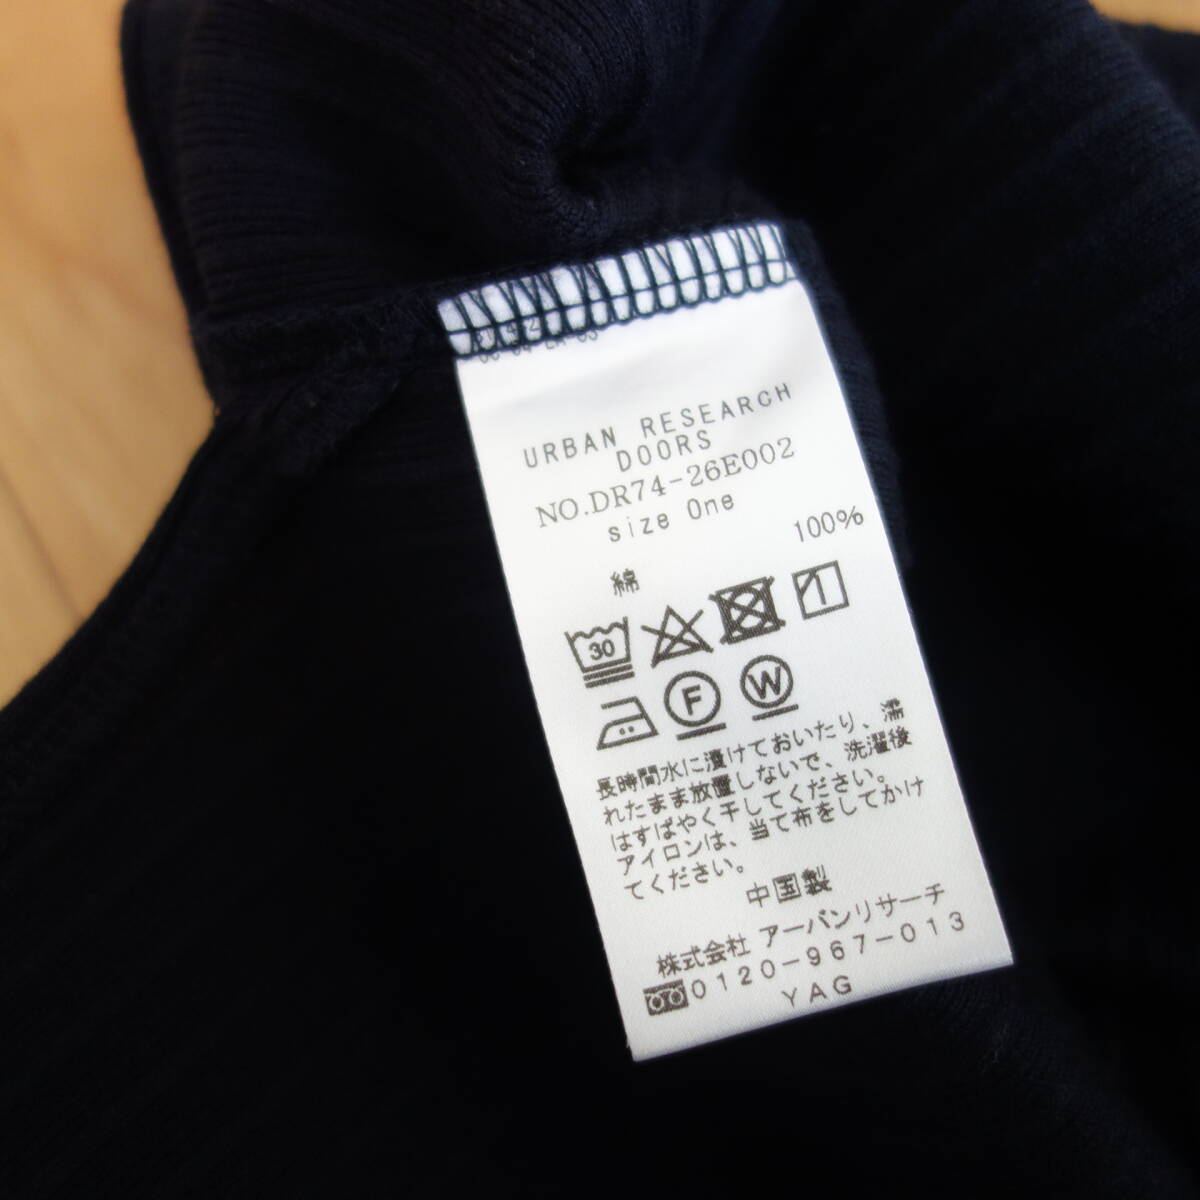 URBAN RESEARCH
DOORS
NO.DR74-26E002
size One
100%
綿
30
F
W
長時間水に漬けておいたり、濡
れたまま放置しないで、洗濯後
はすばやく干してください。
アイロンは、当て布をしてかけ
てください。
中国製
株式会社 アーバンリサーチ
0120-967-013
YAG